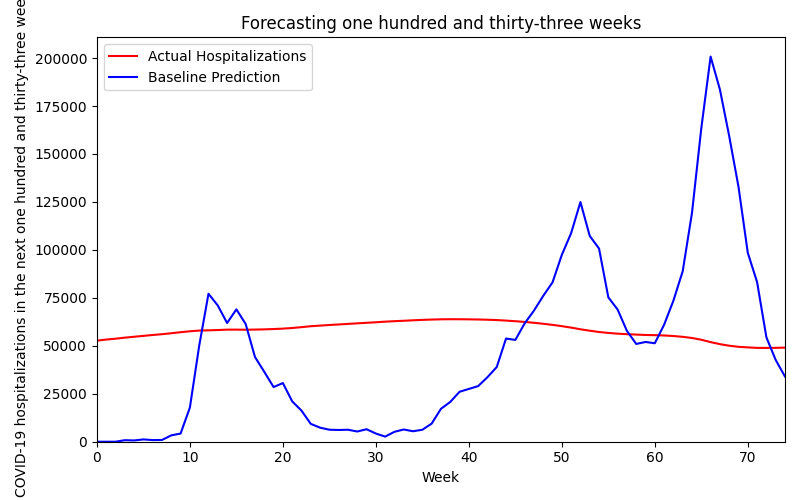 Forecasting one hundred and thirty-three weeks
COVID-19 hospitalizations in the next one hundred and thirty-three
200000
175000
150000
125000
100000
75000
50000
25000
0
Actual Hospitalizations
Baseline Prediction
0 10 20 30 40 50 60 70
Week